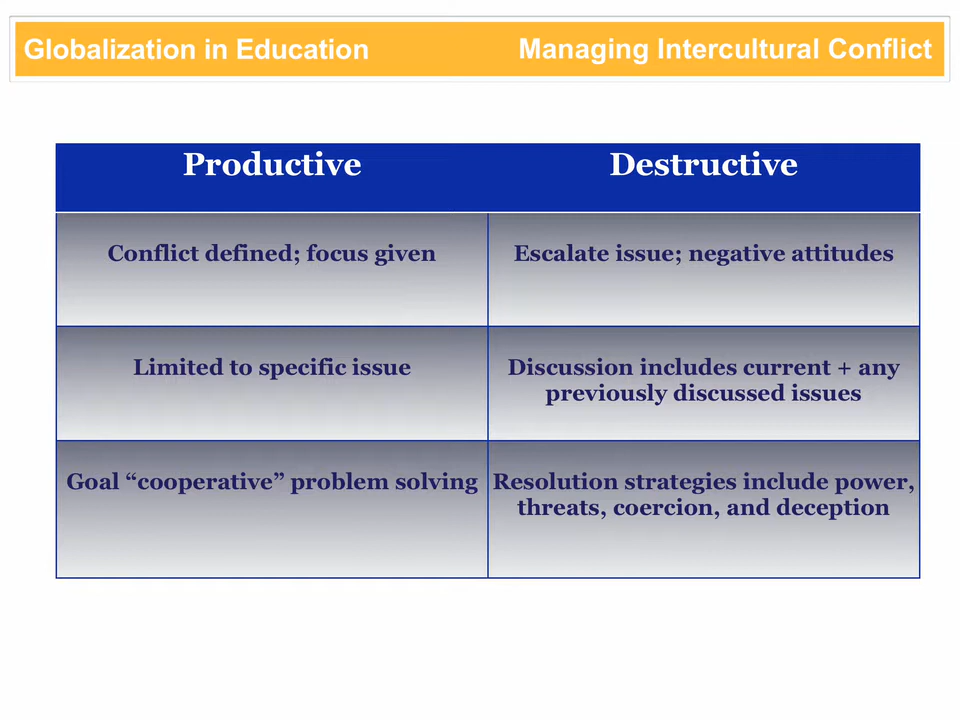 Globalization in Education
Managing Intercultural Conflict
Productive
Destructive
Conflict defined; focus given
Escalate issue; negative attitudes
Limited to specific issue
Discussion includes current + any
previously discussed issues
Goal “cooperative” problem solving
Resolution strategies include power,
threats, coercion, and deception